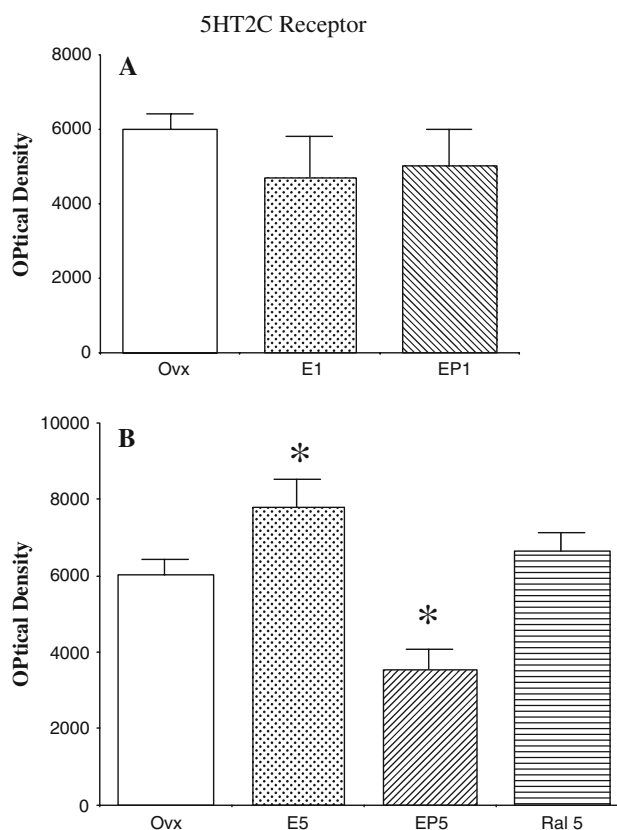 5HT2C Receptor
A
8000
6000
4000
2000
0
OPtical Density
Ovx E1 EP1
B
10000
8000
6000
4000
2000
0
OPtical Density
*
*
Ovx E5 EP5 Ral 5